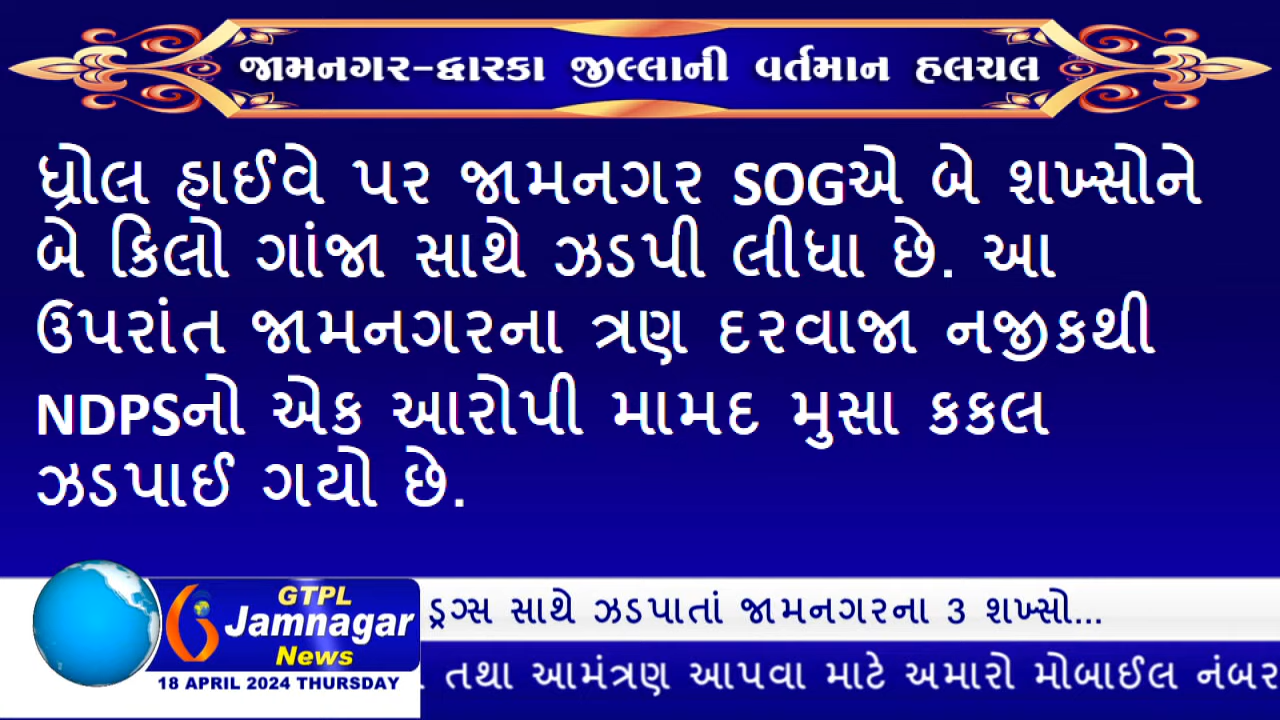 જામનગર-દ્વારકા જીલ્લાની વર્તમાન હલચલ
ધ્રોલ હાઈવે પર જામનગર SOGએ બે શખ્સોને
બે કિલો ગાંજા સાથે ઝડપી લીધા છે. આ
ઉપરાંત જામનગરના ત્રણ દરવાજા નજીકથી
NDPSનો એક આરોપી મામદ મુસા કકલ
ઝડપાઈ ગયો છે.
GTPL
Jamnagar
News
18 APRIL 2024 THURSDAY
ડ્રગ્સ સાથે ઝડપાતાં જામનગરના 3 શખ્સો...
તથા આમંત્રણ આપવા માટે અમારો મોબાઈલ નંબર